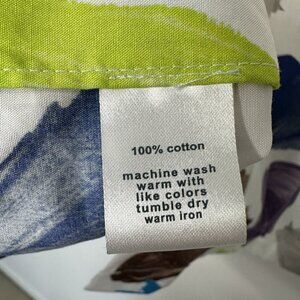 100% cotton
machine wash
warm with
like colors
tumble dry
warm iron